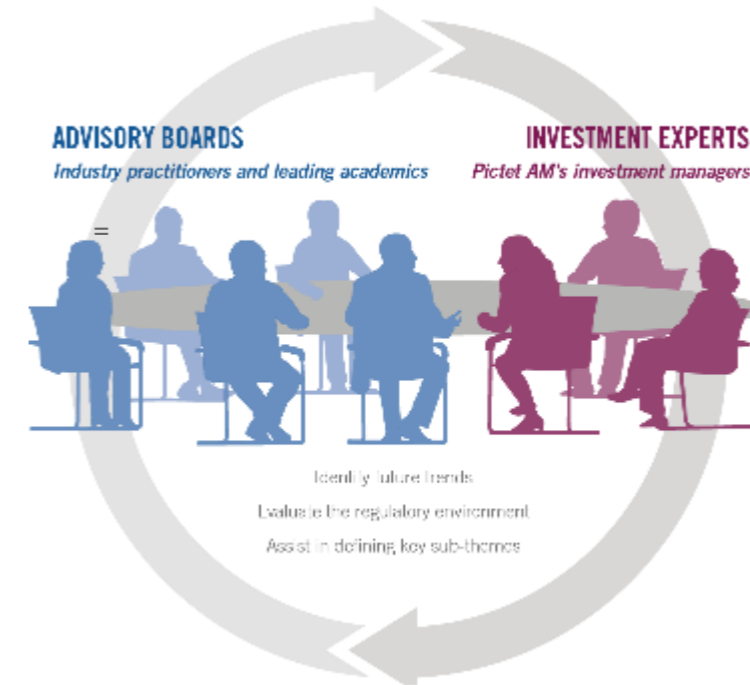 ADVISORY BOARDS
Industry practitioners and leading academics
INVESTMENT EXPERTS
Pictet AM's investment managers
=
Identify future trends
Evaluate the regulatory environment
Assist in defining key sub-themes